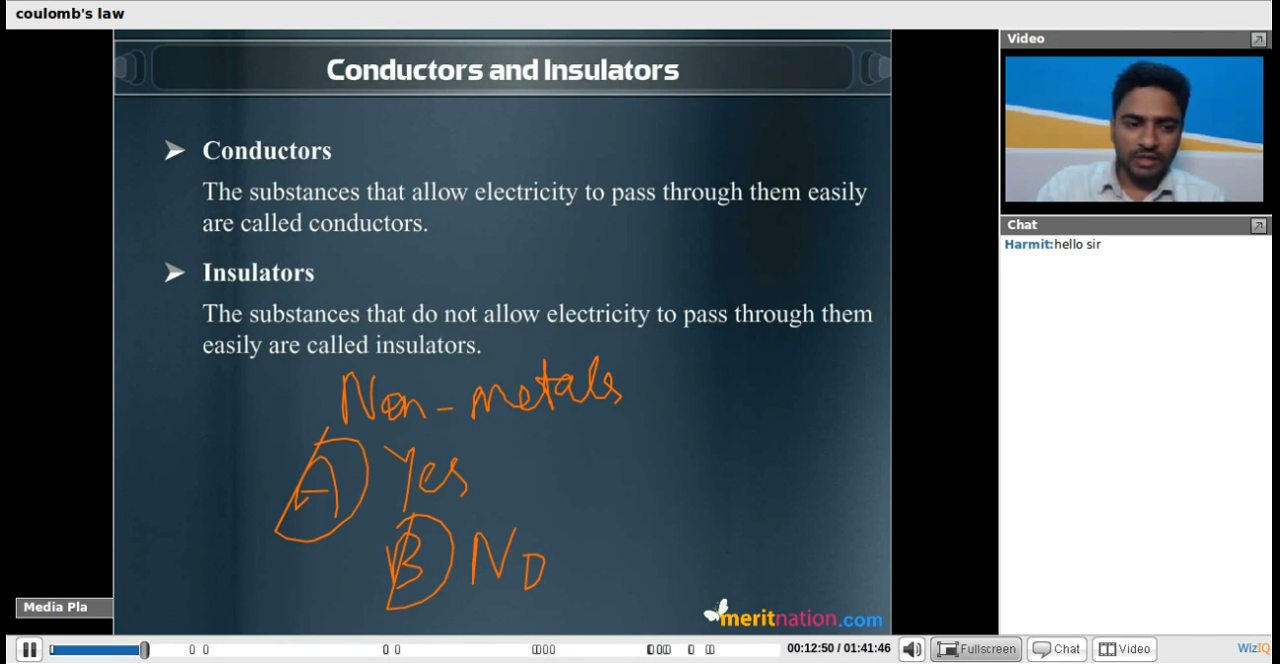 coulomb's law
Conductors and Insulators
Conductors
The substances that allow electricity to pass through them easily
are called conductors.
Insulators
The substances that do not allow electricity to pass through them
easily are called insulators.
Non-metals
A Yes
B No
meritnation.com
Media Pla
Video
Chat
Harmit:hello sir
00:12:50 / 01:41:46
Fullscreen
Chat
Video
WizIQ